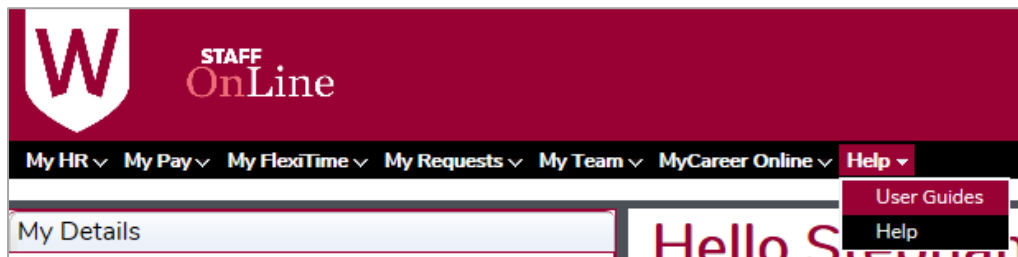 W
STAFF
OnLine
My HR My Pay My FlexiTime My Requests My Team MyCareer Online Help
User Guides
Help
My Details
Hello